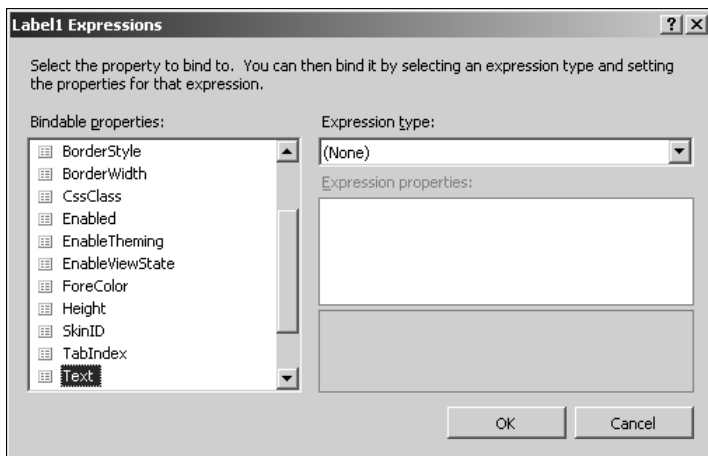 Label1 Expressions
Select the property to bind to. You can then bind it by selecting an expression type and setting
the properties for that expression.
Bindable properties:
BorderStyle
BorderWidth
CssClass
Enabled
EnableTheming
EnableViewState
ForeColor
Height
SkinID
TabIndex
Text
Expression type:
(None)
Expression properties:
OK
Cancel